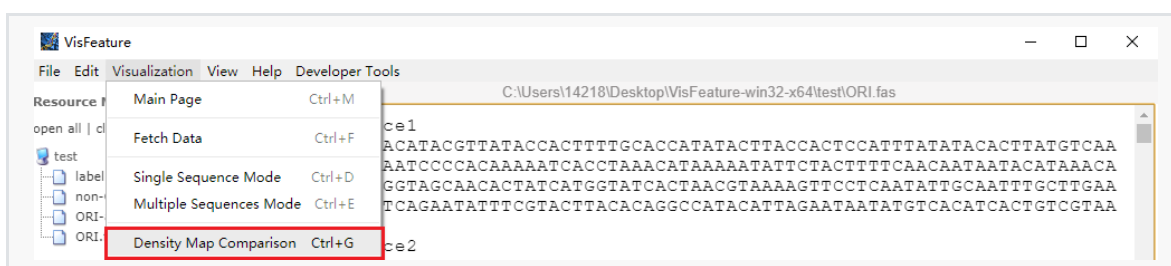 VisFeature
File Edit Visualization View Help Developer Tools
C:\Users\14218\Desktop\VisFeature-win32-x64\test\ORI.fas
Resource
open all | cl
test
label
non-
ORI-
ORI.
Main Page Ctrl+M
Fetch Data Ctrl+F
Single Sequence Mode Ctrl+D
Multiple Sequences Mode Ctrl+E
Density Map Comparison Ctrl+G
ce1
ACATACGTTATACCACTTTTGCACCATATACTTACCACTCCATTTATATACACTTATGTCAA
AATCCCCACAAAAATCACCTAAACATAAAAATATTCTACTTTTCAACAATAATACATAAACA
GGTAGCAACACTATCATGGTATCACTAACGTAAAAGTTCCTCAATATTGCAATTTGCTTGAA
TCAGAATATTTCGTACTTACACAGGCCATACATTAGAATAATATGTCACATCACTGTCGTAA
ce2